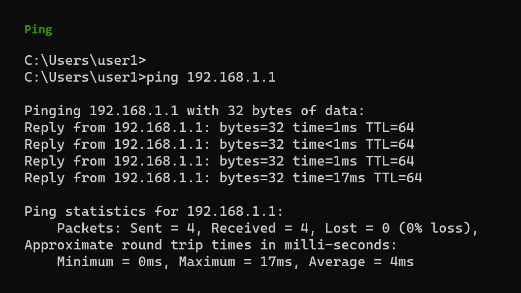 Ping
C:\Users\user1>
C:\Users\user1>ping 192.168.1.1
Pinging 192.168.1.1 with 32 bytes of data:
Reply from 192.168.1.1: bytes=32 time=1ms TTL=64
Reply from 192.168.1.1: bytes=32 time<1ms TTL=64
Reply from 192.168.1.1: bytes=32 time=1ms TTL=64
Reply from 192.168.1.1: bytes=32 time=17ms TTL=64
Ping statistics for 192.168.1.1:
    Packets: Sent = 4, Received = 4, Lost = 0 (0% loss),
Approximate round trip times in milli-seconds:
    Minimum = 0ms, Maximum = 17ms, Average = 4ms